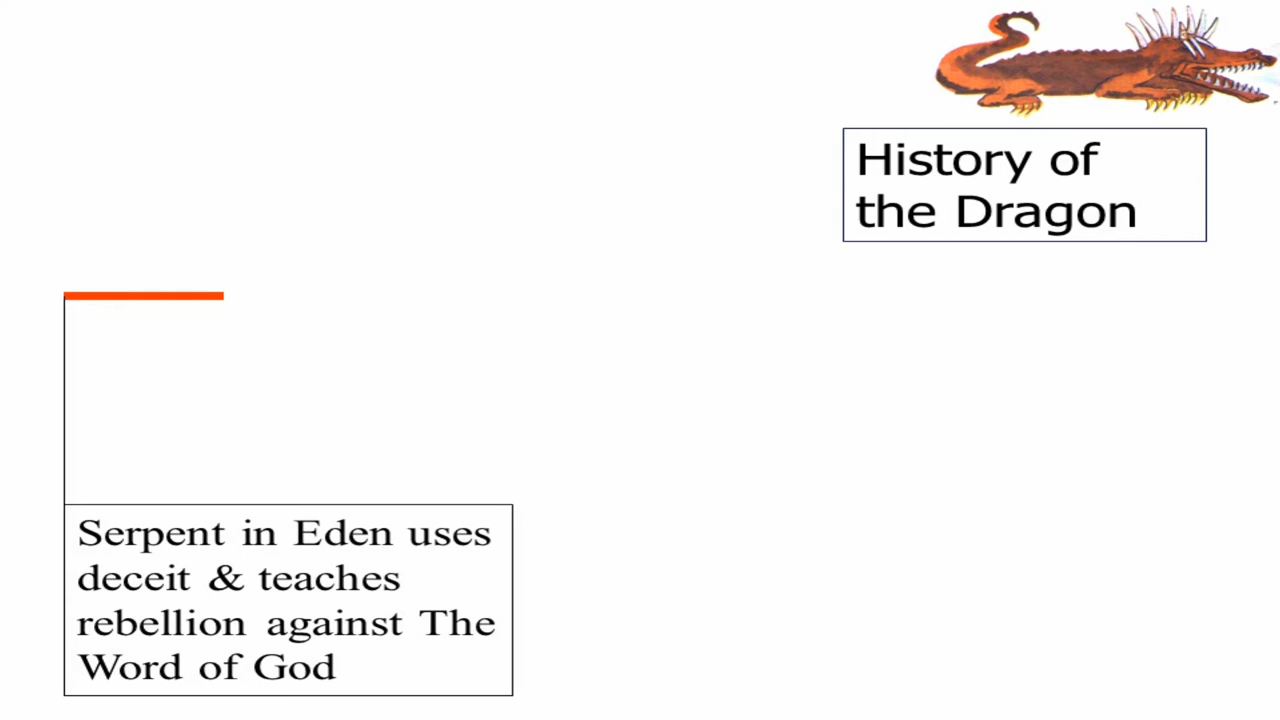 History of
the Dragon
Serpent in Eden uses
deceit & teaches
rebellion against The
Word of God